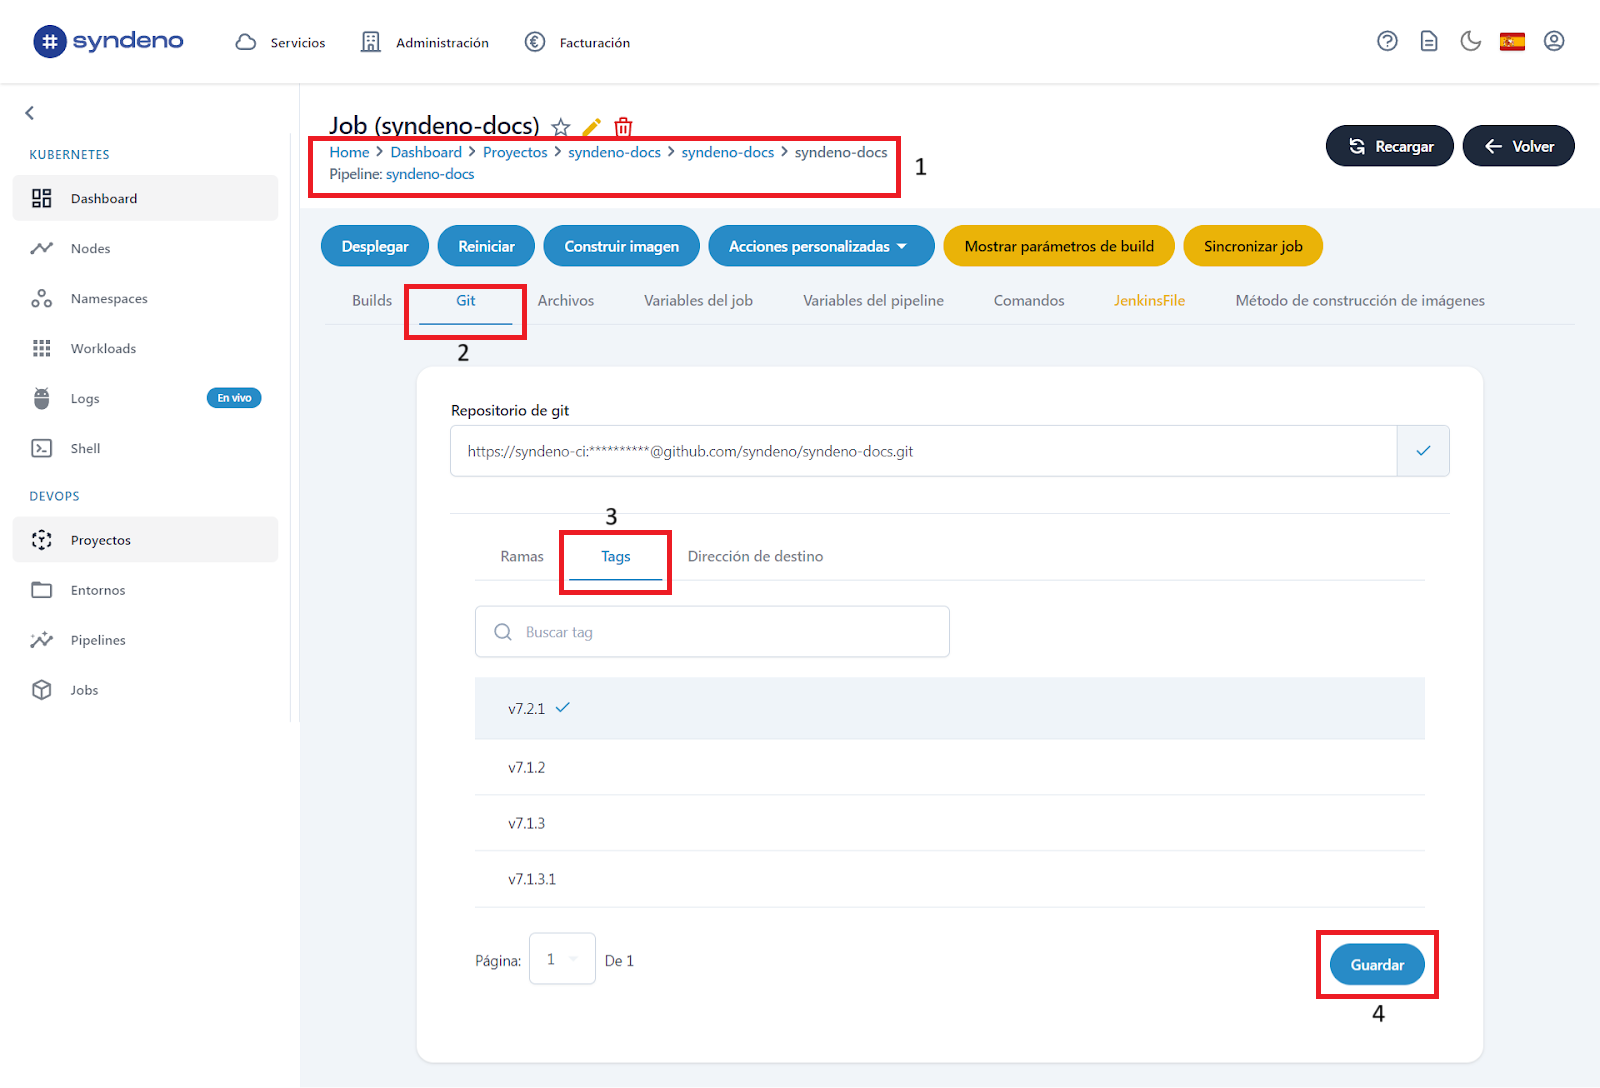 # syndeno
Servicios
Administración
Facturación
KUBERNETES
Dashboard
Nodes
Namespaces
Workloads
Logs
En vivo
Shell
DEVOPS
Proyectos
Entornos
Pipelines
Jobs
Job (syndeno-docs)
Home > Dashboard > Proyectos > syndeno-docs > syndeno-docs > syndeno-docs
Pipeline: syndeno-docs
1
Recargar
Volver
Desplegar
Reiniciar
Construir imagen
Acciones personalizadas
Mostrar parámetros de build
Sincronizar job
Builds
Git
Archivos
Variables del job
Variables del pipeline
Comandos
JenkinsFile
Método de construcción de imágenes
2
Repositorio de git
https://syndeno-ci:**********@github.com/syndeno/syndeno-docs.git
3
Ramas
Tags
Dirección de destino
Buscar tag
v7.2.1
v7.1.2
v7.1.3
v7.1.3.1
Página: 1 De 1
Guardar
4